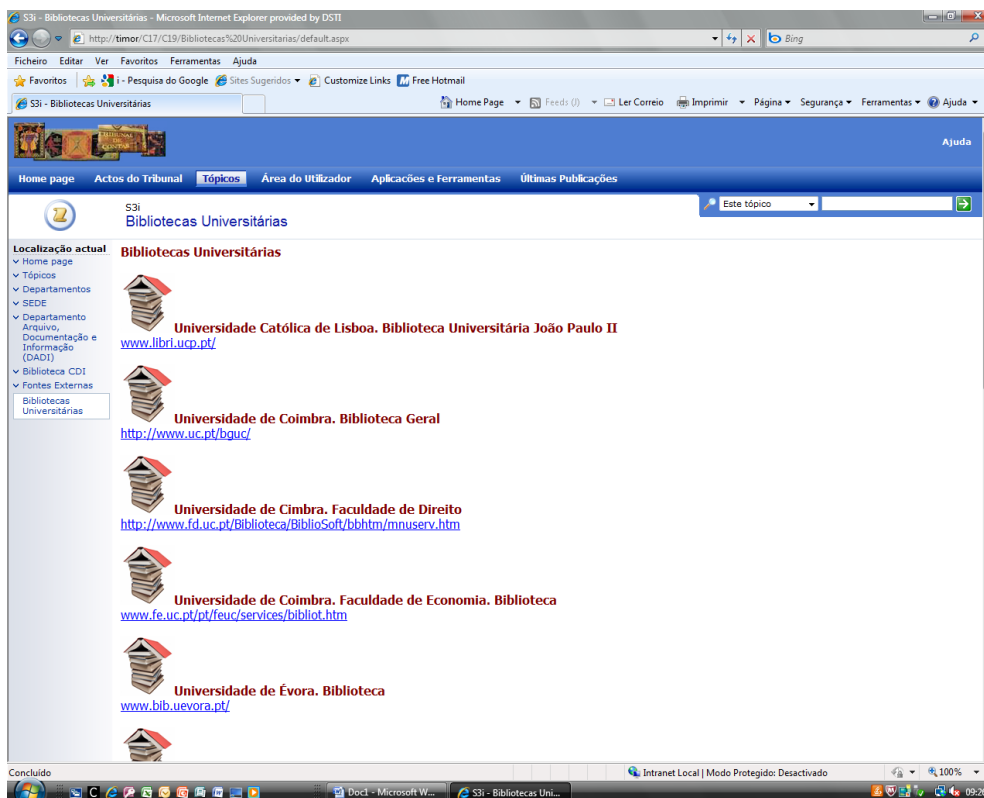 S3i - Bibliotecas Universitárias - Microsoft Internet Explorer provided by DSTI
http://timor/C17/C19/Bibliotecas%20Universitarias/default.aspx
Bing
Ficheiro Editar Ver Favoritos Ferramentas Ajuda
Favoritos i - Pesquisa do Google Sites Sugeridos Customize Links Free Hotmail
S3i - Bibliotecas Universitárias Home Page Feeds (J) Ler Correio Imprimir Página Segurança Ferramentas Ajuda
TRIBUNAL
DE
CONTAS
Ajuda
Home page Actos do Tribunal Tópicos Área do Utilizador Aplicacões e Ferramentas Últimas Publicações
S3i
Bibliotecas Universitárias
Este tópico
Localização actual
Home page
Tópicos
Departamentos
SEDE
Departamento
Arquivo,
Documentação e
Informação
(DADI)
Biblioteca CDI
Fontes Externas
Bibliotecas
Universitárias
Bibliotecas Universitárias
Universidade Católica de Lisboa. Biblioteca Universitária João Paulo II
www.libri.ucp.pt/
Universidade de Coimbra. Biblioteca Geral
http://www.uc.pt/bguc/
Universidade de Cimbra. Faculdade de Direito
http://www.fd.uc.pt/Biblioteca/BiblioSoft/bbhtm/mnuserv.htm
Universidade de Coimbra. Faculdade de Economia. Biblioteca
www.fe.uc.pt/pt/feuc/services/bibliot.htm
Universidade de Évora. Biblioteca
www.bib.uevora.pt/
Concluído Intranet Local | Modo Protegido: Desactivado 100%
Doc1 - Microsoft W... S3i - Bibliotecas Uni...